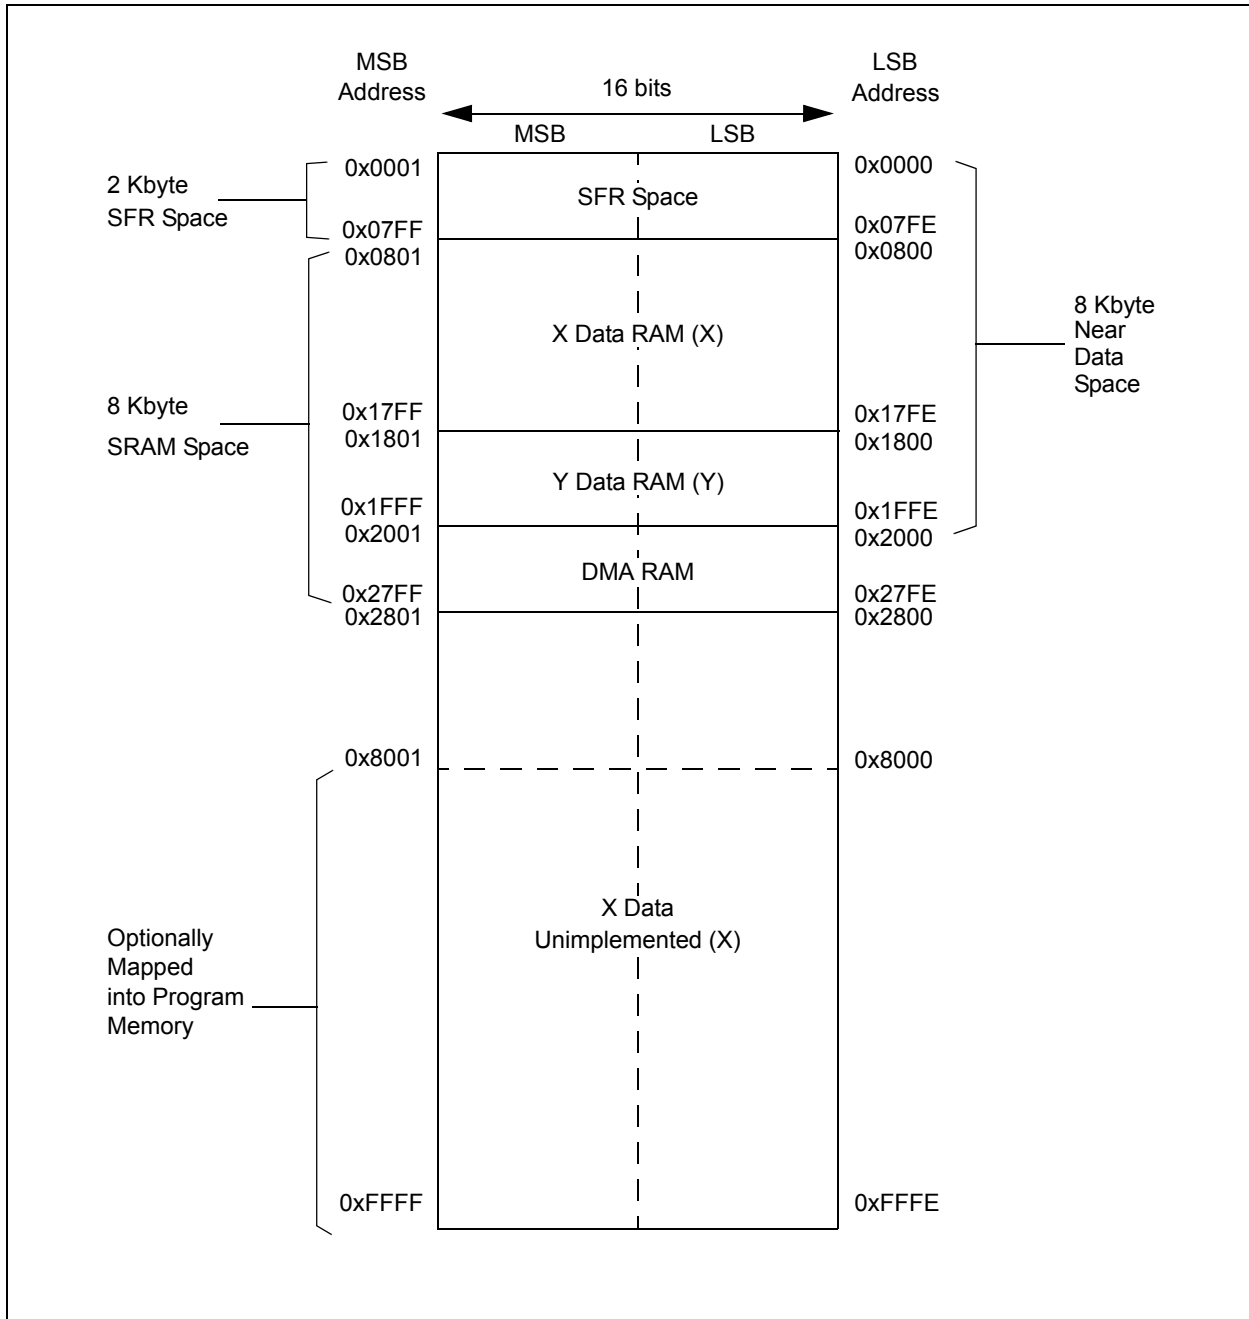 MSB
Address
16 bits
LSB
Address
MSB
LSB
0x0001
0x0000
2 Kbyte
SFR Space
SFR Space
0x07FF
0x07FE
0x0801
0x0800
X Data RAM (X)
8 Kbyte
Near
Data
Space
8 Kbyte
SRAM Space
0x17FF
0x17FE
0x1801
0x1800
Y Data RAM (Y)
0x1FFF
0x1FFE
0x2001
0x2000
DMA RAM
0x27FF
0x27FE
0x2801
0x2800
0x8001
0x8000
X Data
Unimplemented (X)
Optionally
Mapped
into Program
Memory
0xFFFF
0xFFFE